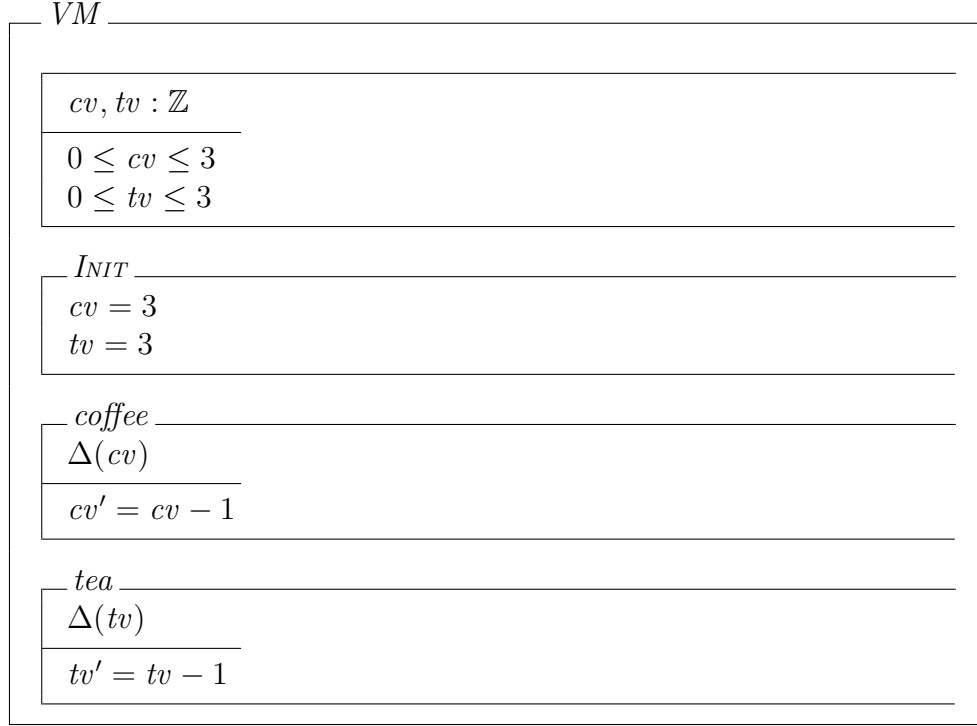 VM
cv, tv : ℤ
0 ≤ cv ≤ 3
0 ≤ tv ≤ 3
INIT
cv = 3
tv = 3
coffee
Δ(cv)
cv′ = cv − 1
tea
Δ(tv)
tv′ = tv − 1